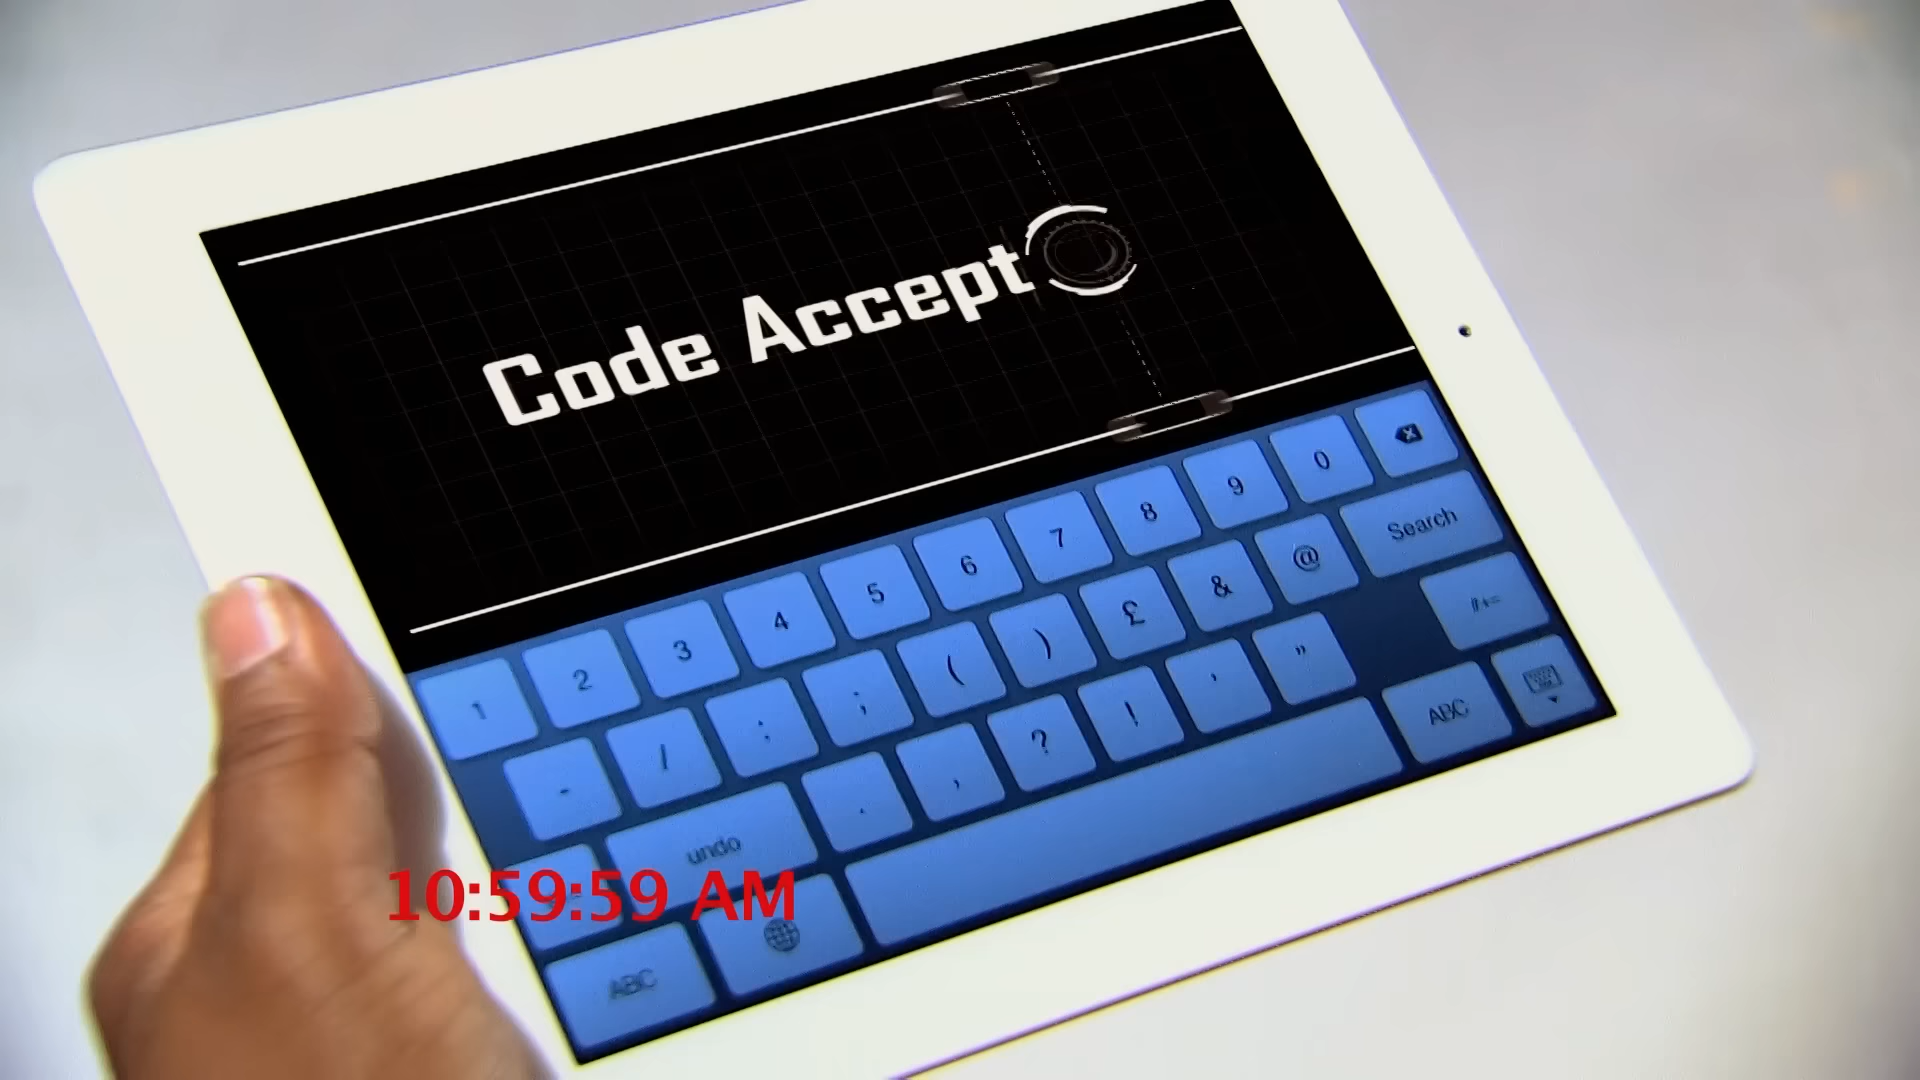 Code Accept
1 2 3 4 5 6 7 8 9 0
- / : ; ( ) £ & @ Search
undo . , ? ! ' " #+=
ABC ABC
10:59:59 AM